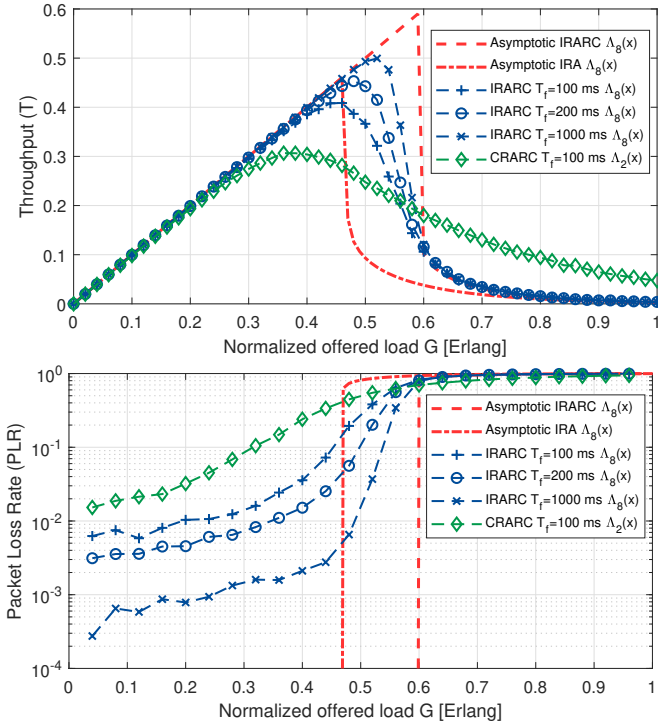 Throughput (T)
0.6
0.5
0.4
0.3
0.2
0.1
0
Asymptotic IRARC Λ8(x)
Asymptotic IRA Λ8(x)
IRARC Tf=100 ms Λ8(x)
IRARC Tf=200 ms Λ8(x)
IRARC Tf=1000 ms Λ8(x)
CRARC Tf=100 ms Λ2(x)
0 0.1 0.2 0.3 0.4 0.5 0.6 0.7 0.8 0.9 1
Normalized offered load G [Erlang]
Packet Loss Rate (PLR)
10^0
10^-1
10^-2
10^-3
10^-4
Asymptotic IRARC Λ8(x)
Asymptotic IRA Λ8(x)
IRARC Tf=100 ms Λ8(x)
IRARC Tf=200 ms Λ8(x)
IRARC Tf=1000 ms Λ8(x)
CRARC Tf=100 ms Λ2(x)
0 0.1 0.2 0.3 0.4 0.5 0.6 0.7 0.8 0.9 1
Normalized offered load G [Erlang]